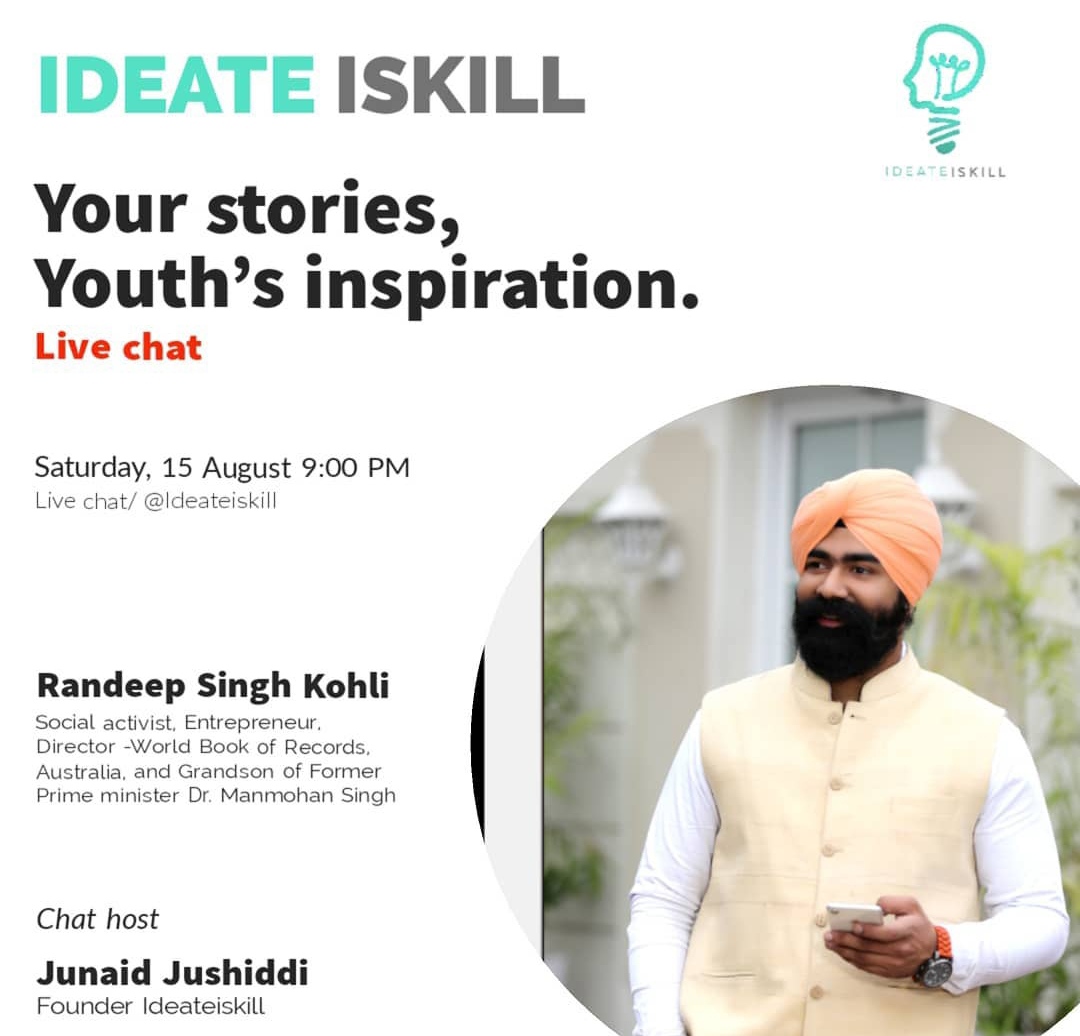 IDEATE ISKILL
IDEATEISKILL
Your stories,
Youth’s inspiration.
Live chat
Saturday, 15 August 9:00 PM
Live chat/ @Ideateiskill
Randeep Singh Kohli
Social activist, Entrepreneur,
Director -World Book of Records,
Australia, and Grandson of Former
Prime minister Dr. Manmohan Singh
Chat host
Junaid Jushiddi
Founder Ideateiskill